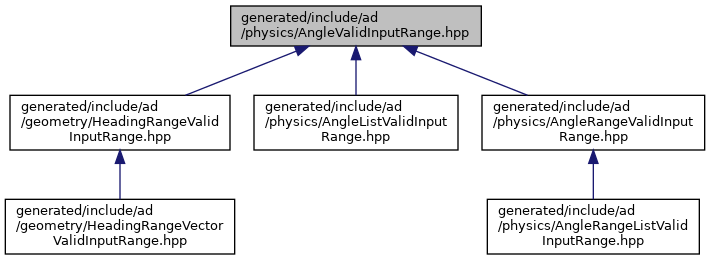 generated/include/ad
/physics/AngleValidInputRange.hpp
generated/include/ad
/geometry/HeadingRangeValid
InputRange.hpp
generated/include/ad
/physics/AngleListValidInput
Range.hpp
generated/include/ad
/physics/AngleRangeValidInput
Range.hpp
generated/include/ad
/geometry/HeadingRangeVector
ValidInputRange.hpp
generated/include/ad
/physics/AngleRangeListValid
InputRange.hpp